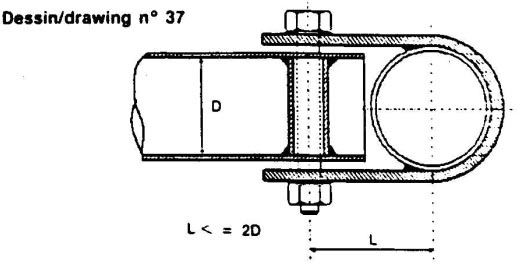 Dessin/drawing n° 37
D
L < = 2D
L